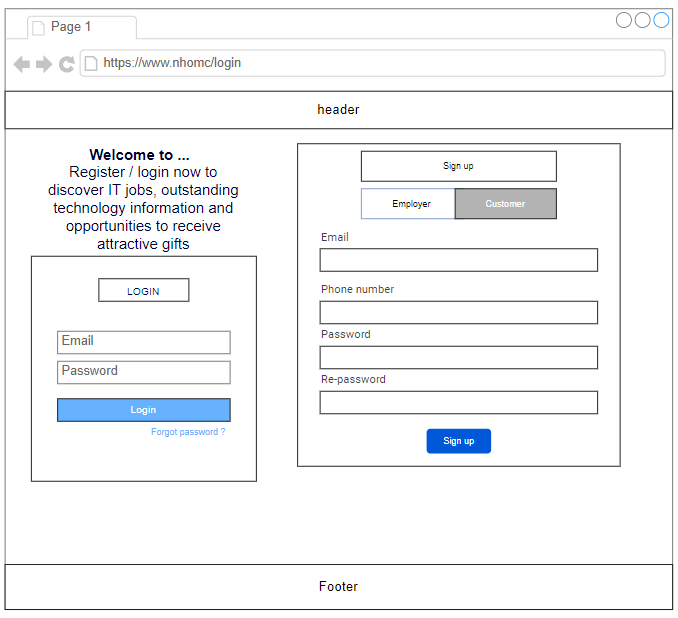 Page 1
https://www.nhomc/login
header
Welcome to ...
Register / login now to
discover IT jobs, outstanding
technology information and
opportunities to receive
attractive gifts
LOGIN
Email
Password
Login
Forgot password ?
Sign up
Employer
Customer
Email
Phone number
Password
Re-password
Sign up
Footer